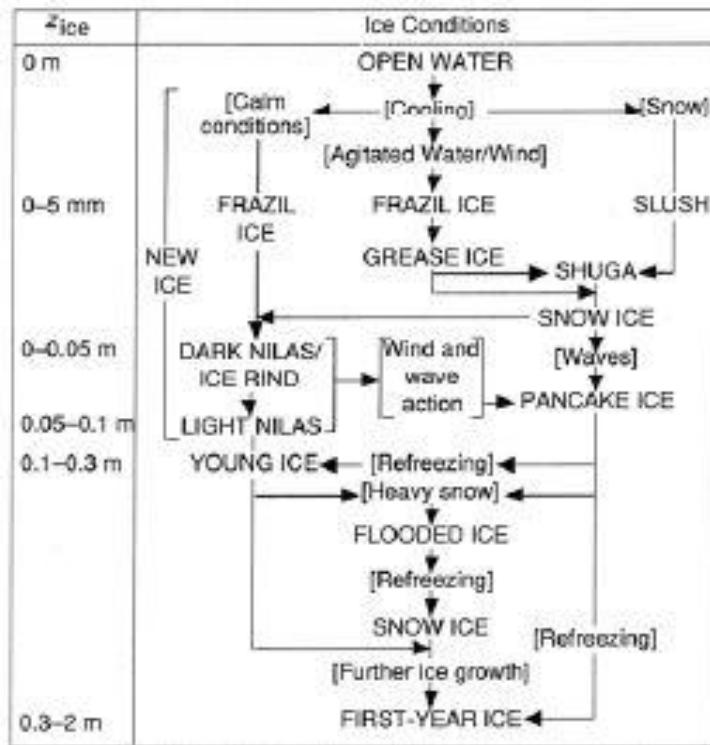 Zice Ice Conditions
0 m OPEN WATER
[Calm conditions] [Cooling] [Snow]
[Agitated Water/Wind]
0–5 mm FRAZIL ICE FRAZIL ICE SLUSH
NEW ICE GREASE ICE SHUGA
SNOW ICE
0–0.05 m DARK NILAS/ICE RIND [Wind and wave action] [Waves]
PANCAKE ICE
0.05–0.1 m LIGHT NILAS
0.1–0.3 m YOUNG ICE [Refreezing]
[Heavy snow]
FLOODED ICE
[Refreezing]
SNOW ICE [Refreezing]
[Further ice growth]
0.3–2 m FIRST-YEAR ICE